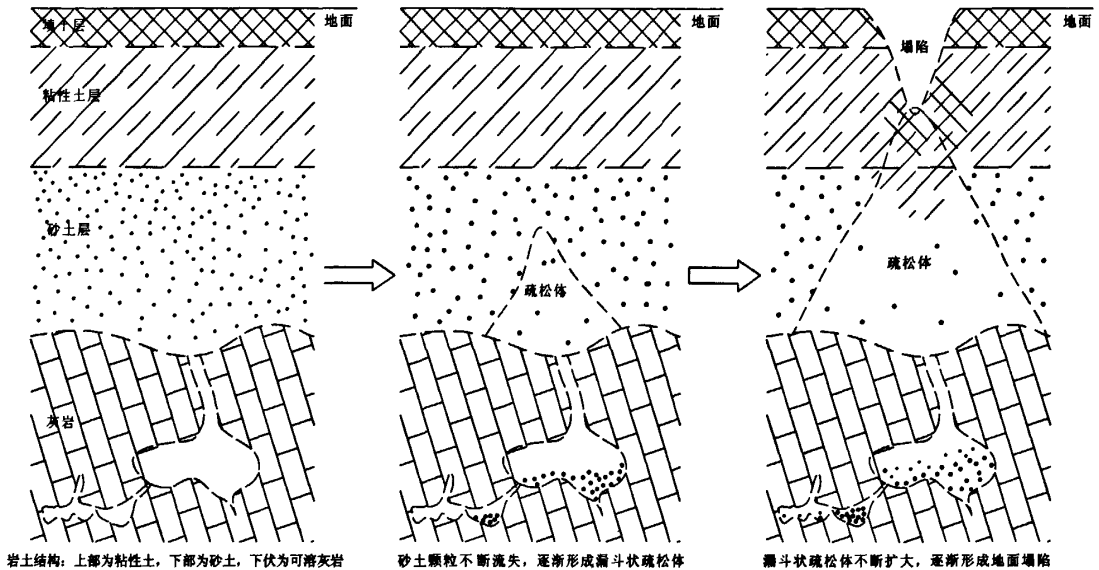 地面
填土层
粘性土层
砂土层
灰岩
岩土结构：上部为粘性土，下部为砂土，下伏为可溶灰岩
地面
疏松体
砂土颗粒不断流失，逐渐形成漏斗状疏松体
地面
塌陷
疏松体
漏斗状疏松体不断扩大，逐渐形成地面塌陷